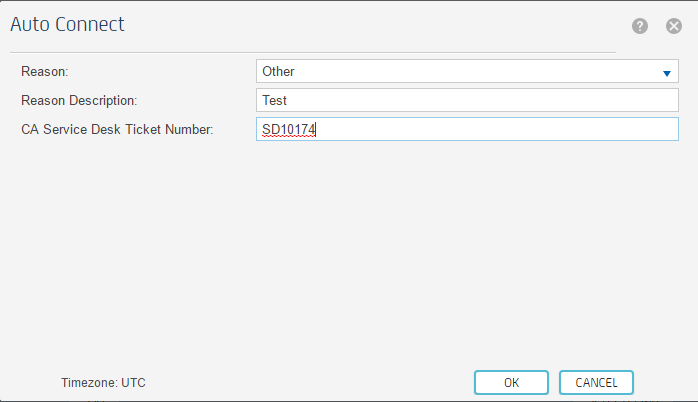 Auto Connect
Reason: Other
Reason Description: Test
CA Service Desk Ticket Number: SD10174
Timezone: UTC OK CANCEL